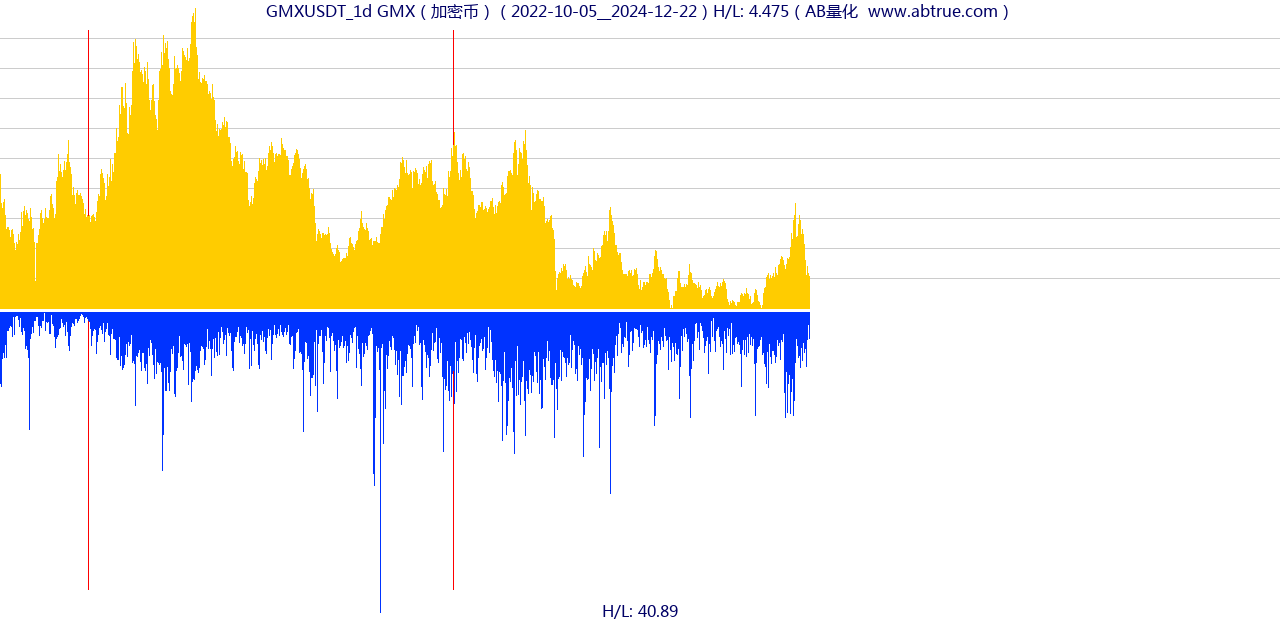 GMXUSDT_1d GMX（加密币）（2022-10-05__2024-12-22）H/L: 4.475（AB量化  www.abtrue.com）
H/L: 40.89